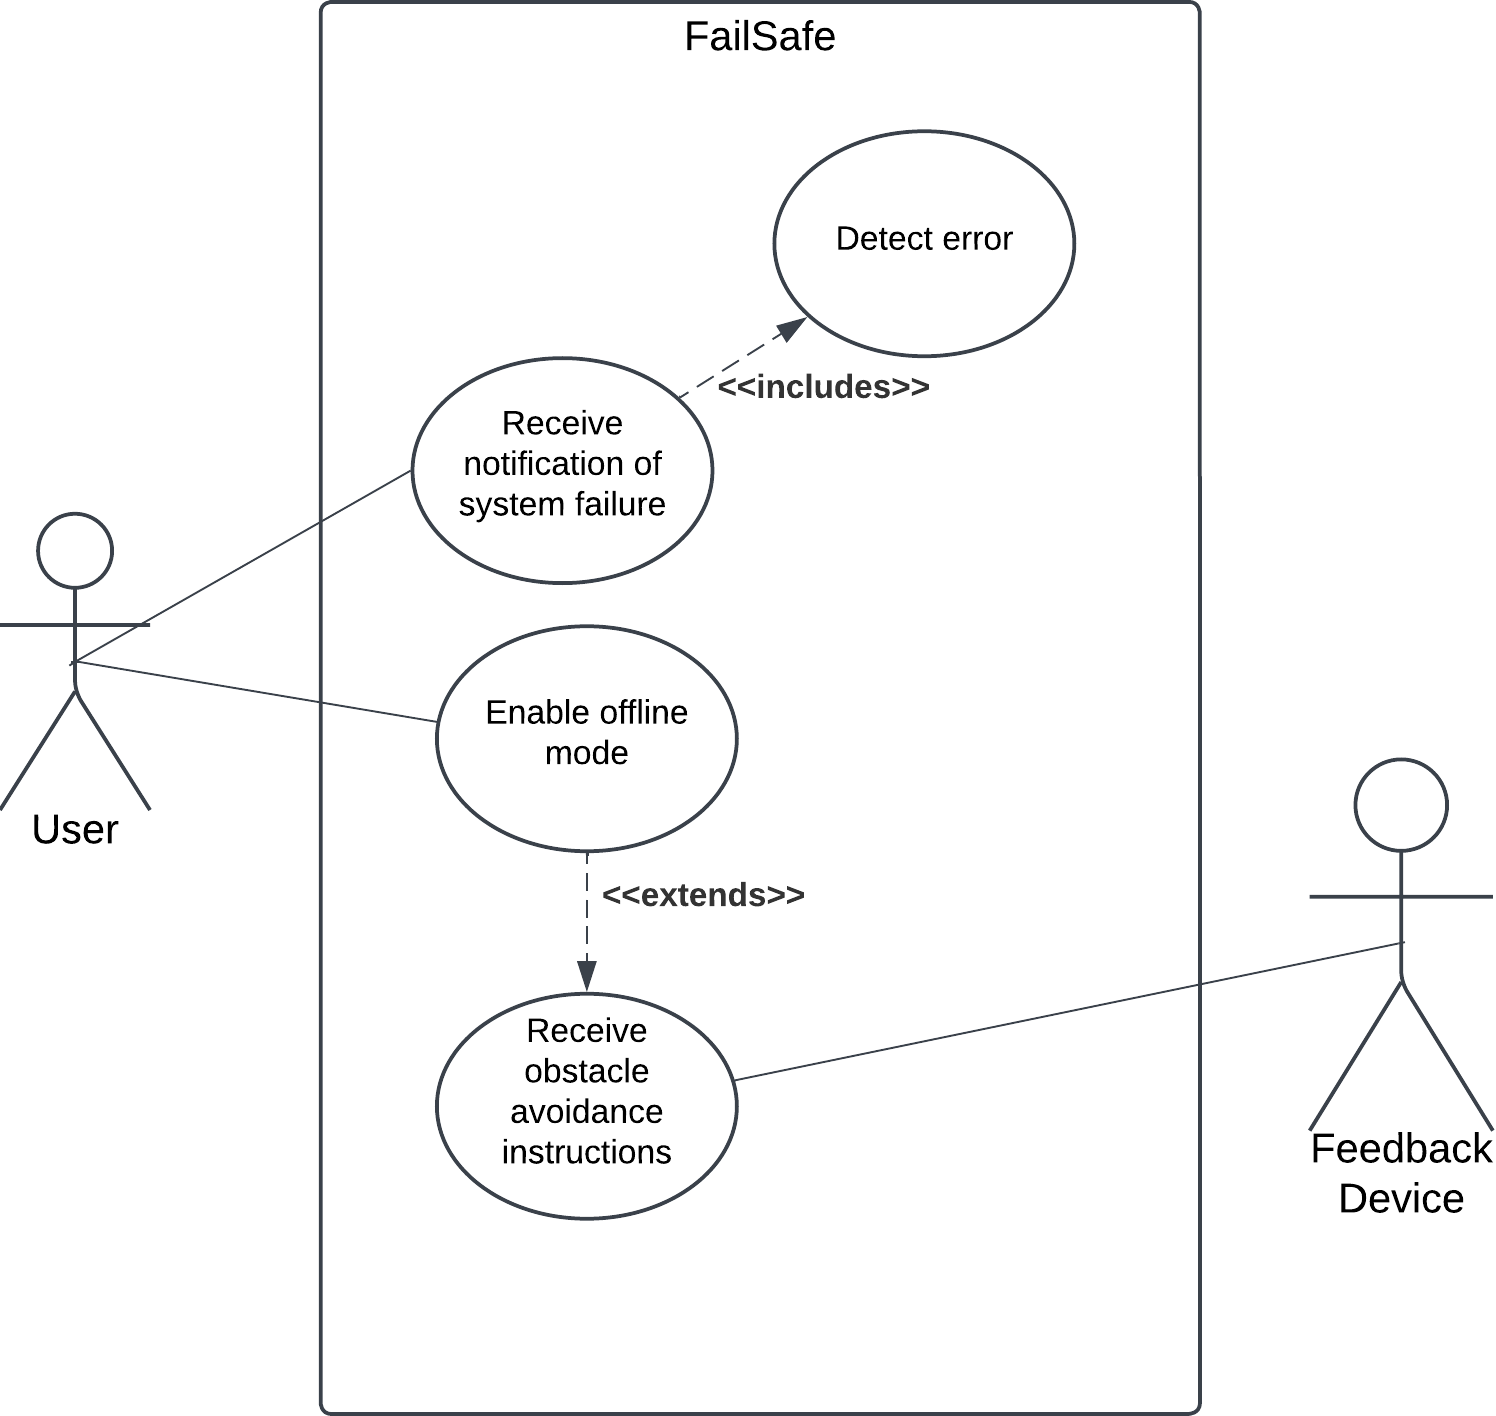 FailSafe
Detect error
<<includes>>
Receive
notification of
system failure
Enable offline
mode
User
<<extends>>
Receive
obstacle
avoidance
instructions
Feedback
Device